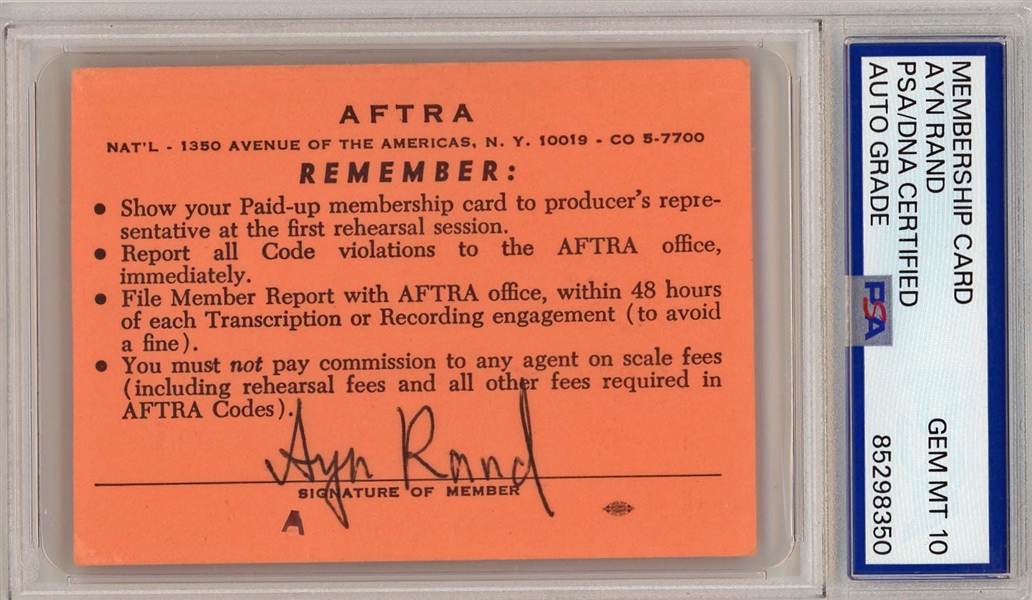 AFTRA
NAT'L - 1350 AVENUE OF THE AMERICAS, N. Y. 10019 - CO 5-7700
REMEMBER:
• Show your Paid-up membership card to producer's repre-
sentative at the first rehearsal session.
• Report all Code violations to the AFTRA office,
immediately.
• File Member Report with AFTRA office, within 48 hours
of each Transcription or Recording engagement (to avoid
a fine).
• You must not pay commission to any agent on scale fees
(including rehearsal fees and all other fees required in
AFTRA Codes).
Ayn Rand
SIGNATURE OF MEMBER
A
MEMBERSHIP CARD
AYN RAND
PSA/DNA CERTIFIED
AUTO GRADE
GEM MT 10
85298350
PSA